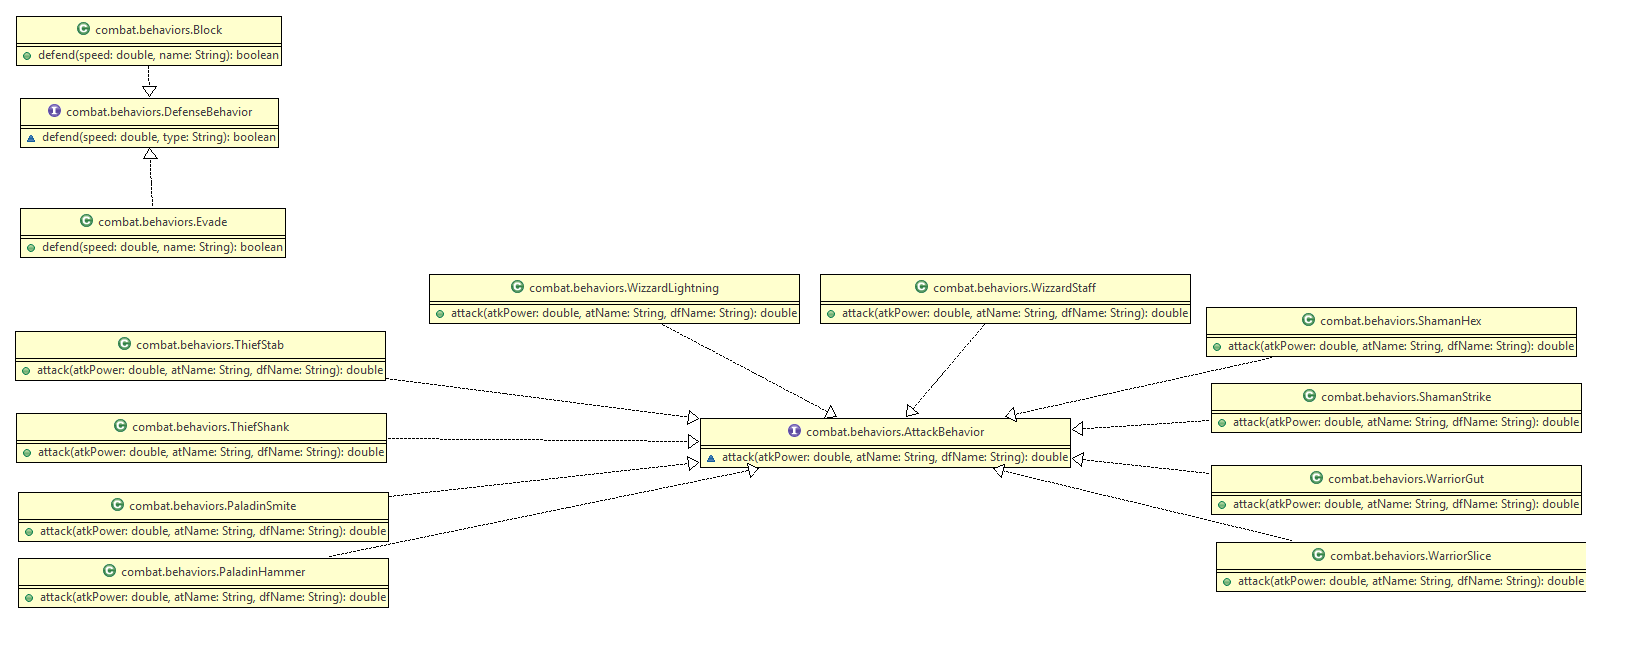 combat.behaviors.Block
defend(speed: double, name: String): boolean
combat.behaviors.DefenseBehavior
defend(speed: double, type: String): boolean
combat.behaviors.Evade
defend(speed: double, name: String): boolean
combat.behaviors.WizzardLightning
attack(atkPower: double, atName: String, dfName: String): double
combat.behaviors.WizzardStaff
attack(atkPower: double, atName: String, dfName: String): double
combat.behaviors.ShamanHex
attack(atkPower: double, atName: String, dfName: String): double
combat.behaviors.ThiefStab
attack(atkPower: double, atName: String, dfName: String): double
combat.behaviors.ShamanStrike
attack(atkPower: double, atName: String, dfName: String): double
combat.behaviors.ThiefShank
attack(atkPower: double, atName: String, dfName: String): double
combat.behaviors.AttackBehavior
attack(atkPower: double, atName: String, dfName: String): double
combat.behaviors.WarriorGut
attack(atkPower: double, atName: String, dfName: String): double
combat.behaviors.PaladinSmite
attack(atkPower: double, atName: String, dfName: String): double
combat.behaviors.WarriorSlice
attack(atkPower: double, atName: String, dfName: String): double
combat.behaviors.PaladinHammer
attack(atkPower: double, atName: String, dfName: String): double